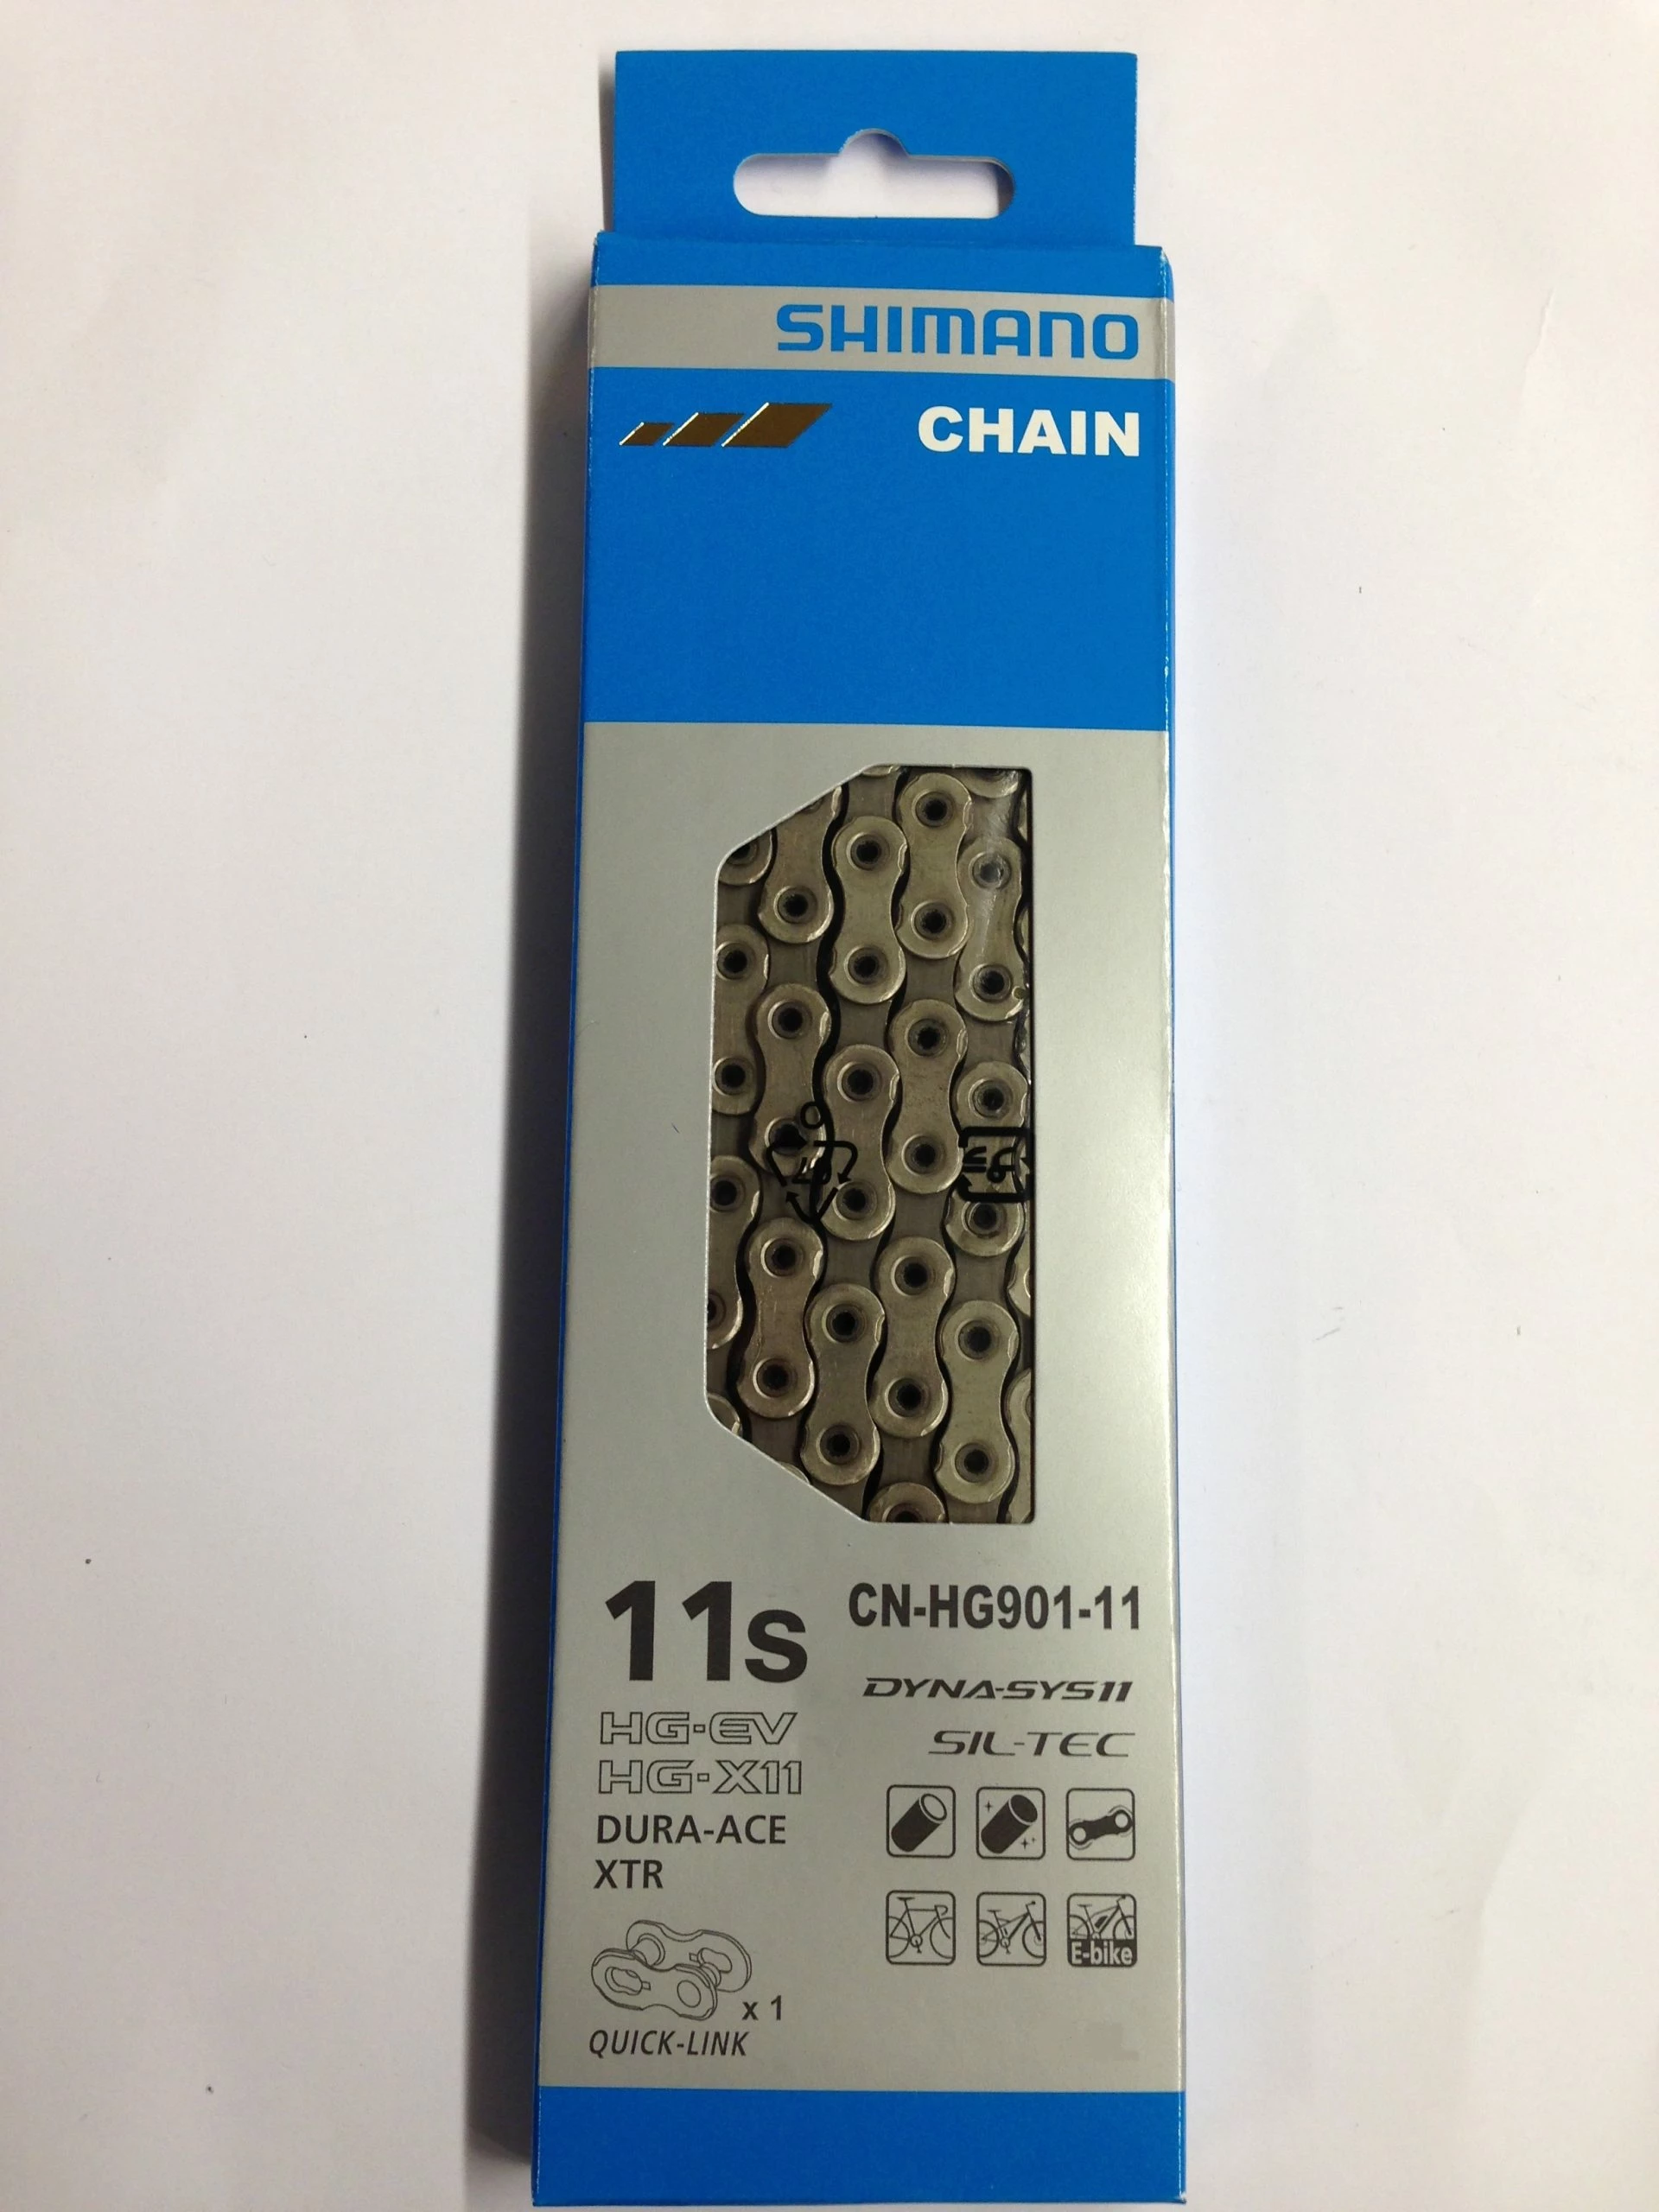 SHIMANO
CHAIN
11s
CN-HG901-11
DYNA-SYS11
HG-EV
SIL-TEC
HG-X11
DURA-ACE
XTR
E-bike
x 1
QUICK-LINK